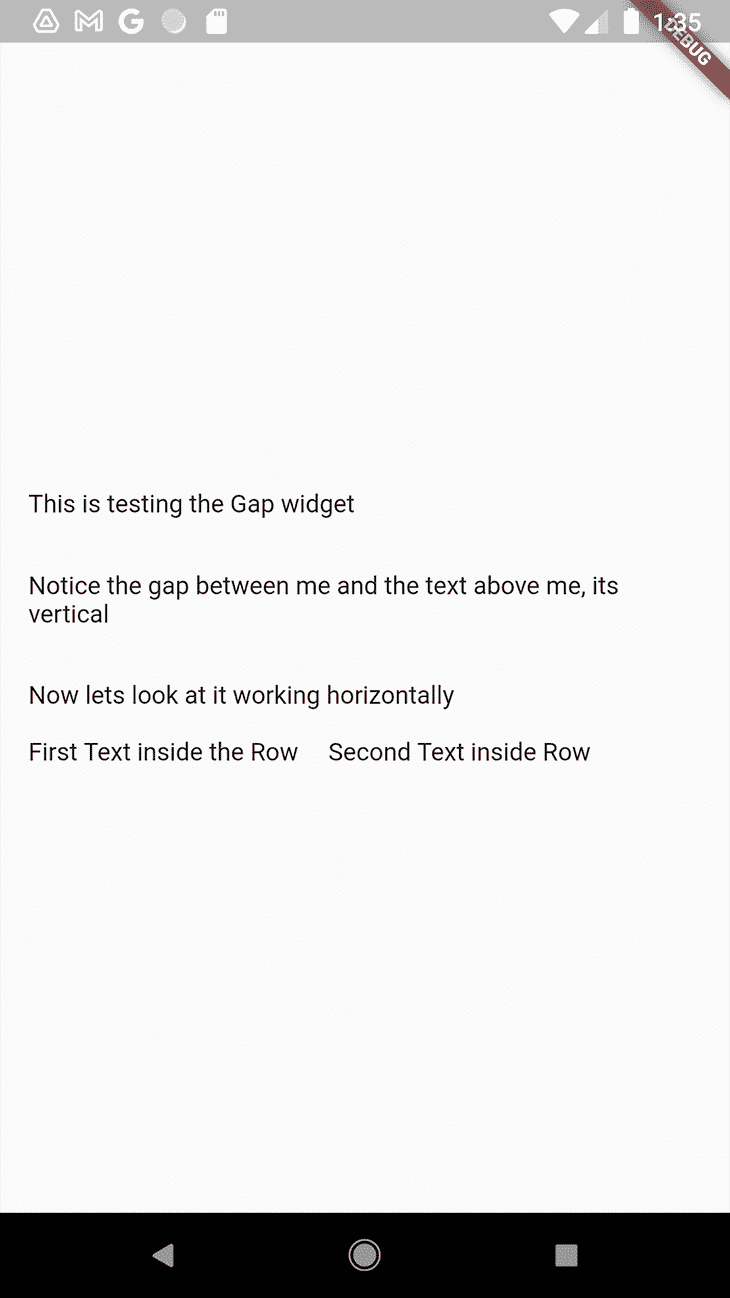 1:35
DEBUG
This is testing the Gap widget
Notice the gap between me and the text above me, its
vertical
Now lets look at it working horizontally
First Text inside the Row Second Text inside Row